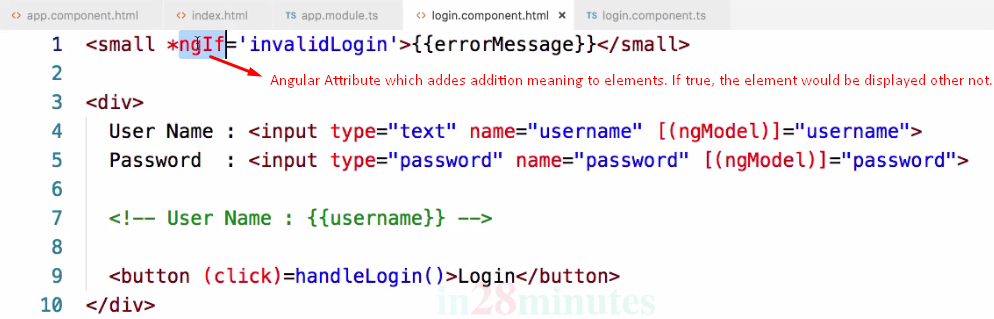 app.component.html index.html TS app.module.ts login.component.html × TS login.component.ts
1 <small *ngIf='invalidLogin'>{{errorMessage}}</small>
2
Angular Attribute which addes addition meaning to elements. If true, the element would be displayed other not.
3 <div>
4 User Name : <input type="text" name="username" [(ngModel)]="username">
5 Password : <input type="password" name="password" [(ngModel)]="password">
6
7 <!-- User Name : {{username}} -->
8
9 <button (click)=handleLogin()>Login</button>
10 </div>
in28minutes